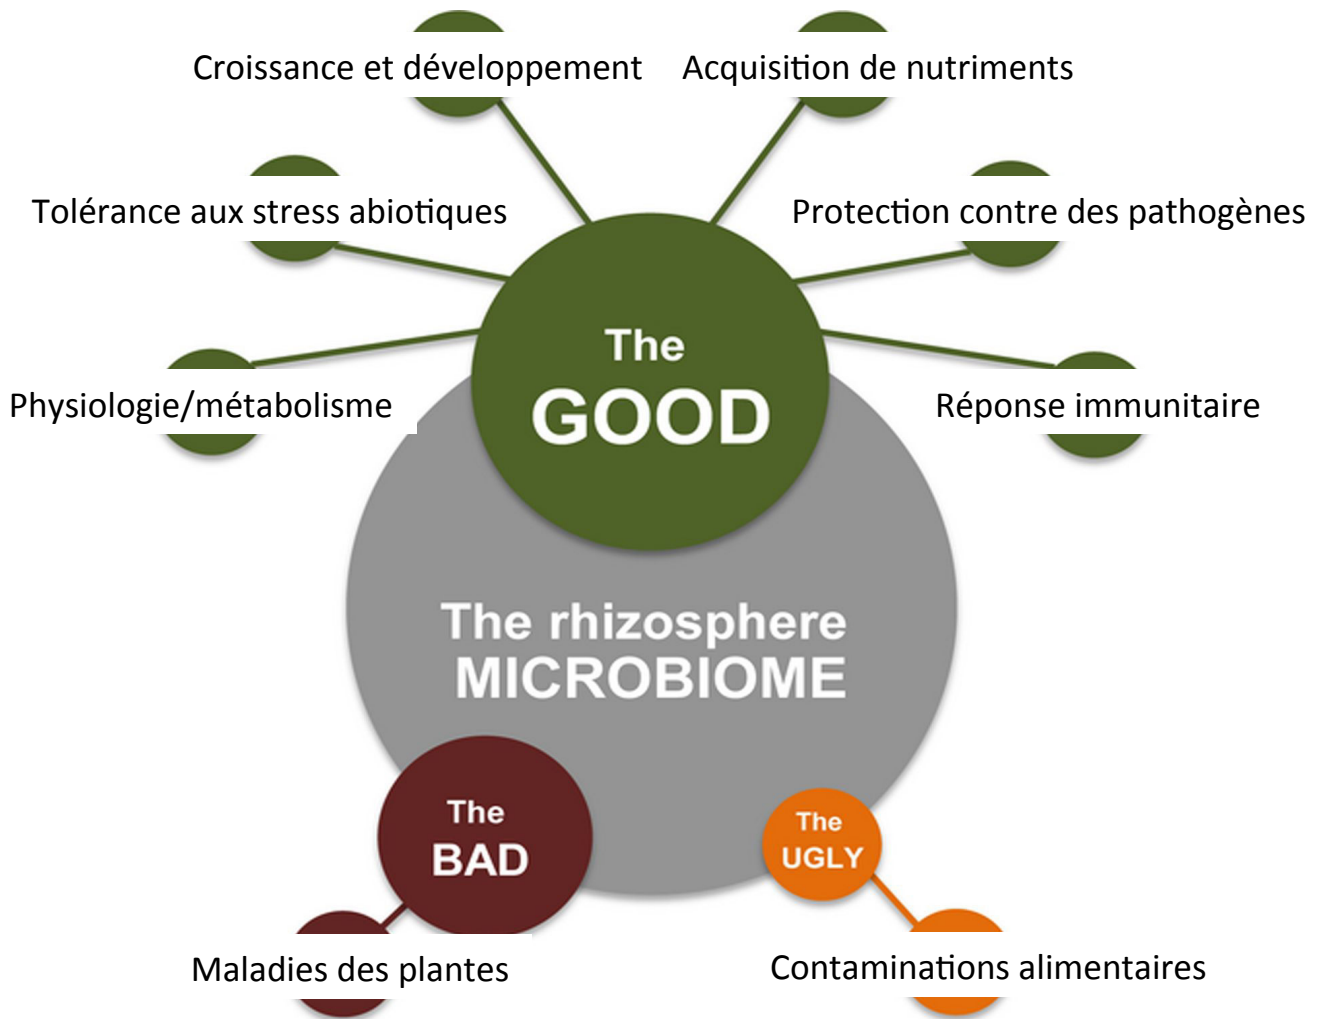 Croissance et développement
Acquisition de nutriments
Tolérance aux stress abiotiques
Protection contre des pathogènes
Physiologie/métabolisme
Réponse immunitaire
The
GOOD
The rhizosphere
MICROBIOME
The
BAD
The
UGLY
Maladies des plantes
Contaminations alimentaires